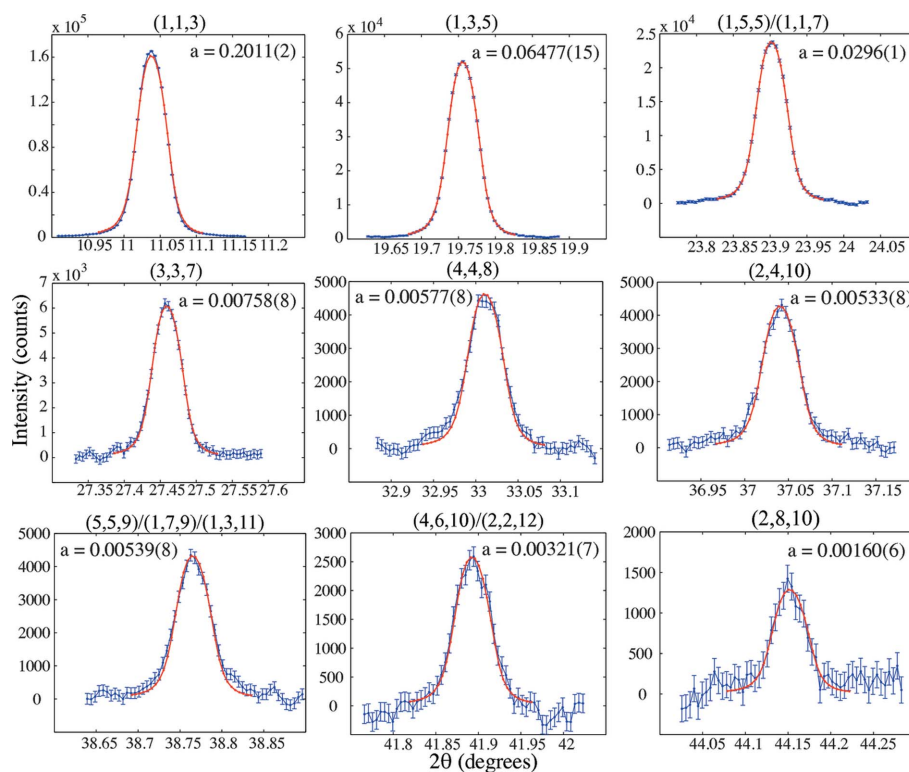 (1,1,3)
x 10⁵
a = 0.2011(2)
1.6
1.2
0.8
0.4
0
10.95 11 11.05 11.1 11.15 11.2
(1,3,5)
x 10⁴
a = 0.06477(15)
6
5
4
3
2
1
0
19.65 19.7 19.75 19.8 19.85 19.9
(1,5,5)/(1,1,7)
x 10⁴
a = 0.0296(1)
2.5
2
1.5
1
0.5
0
23.8 23.85 23.9 23.95 24 24.05
Intensity (counts)
(3,3,7)
x 10³
a = 0.00758(8)
7
6
5
4
3
2
1
0
27.35 27.4 27.45 27.5 27.55 27.6
(4,4,8)
a = 0.00577(8)
5000
4000
3000
2000
1000
0
32.9 32.95 33 33.05 33.1
(2,4,10)
a = 0.00533(8)
5000
4000
3000
2000
1000
0
36.95 37 37.05 37.1 37.15
(5,5,9)/(1,7,9)/(1,3,11)
a = 0.00539(8)
5000
4000
3000
2000
1000
0
38.65 38.7 38.75 38.8 38.85
(4,6,10)/(2,2,12)
a = 0.00321(7)
3000
2500
2000
1500
1000
500
0
41.8 41.85 41.9 41.95 42
(2,8,10)
a = 0.00160(6)
1500
1000
500
0
44.05 44.1 44.15 44.2 44.25
2θ (degrees)